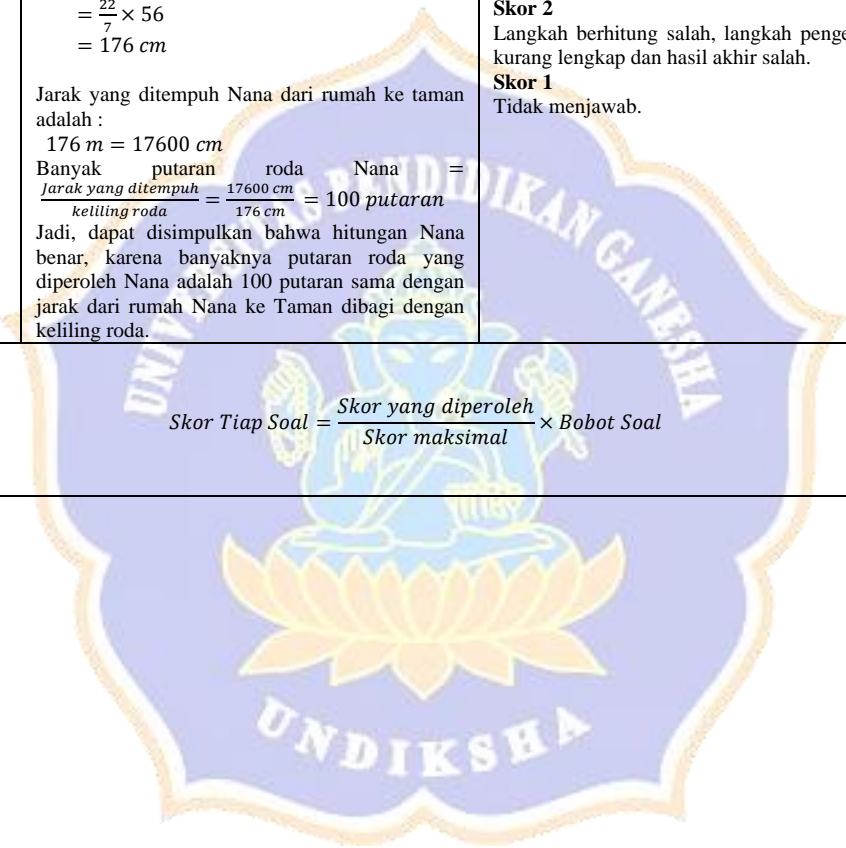 = 22/7 × 56
= 176 cm
Jarak yang ditempuh Nana dari rumah ke taman
adalah :
176 m = 17600 cm
Banyak putaran roda Nana =
Jarak yang ditempuh/keliling roda = 17600 cm/176 cm = 100 putaran
Jadi, dapat disimpulkan bahwa hitungan Nana
benar, karena banyaknya putaran roda yang
diperoleh Nana adalah 100 putaran sama dengan
jarak dari rumah Nana ke Taman dibagi dengan
keliling roda.
Skor 2
Langkah berhitung salah, langkah penge
kurang lengkap dan hasil akhir salah.
Skor 1
Tidak menjawab.
Skor Tiap Soal = Skor yang diperoleh/Skor maksimal × Bobot Soal
UNIVERSITAS PENDIDIKAN GANESHA
UNDIKSHA